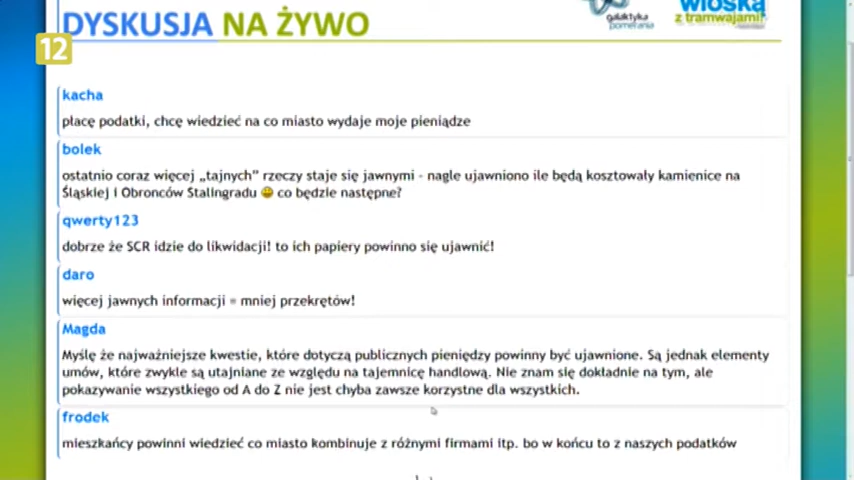 DYSKUSJA NA ŻYWO
galaktyka
pomerania
włoską
z tramwajami!
12
kacha
płacę podatki, chcę wiedzieć na co miasto wydaje moje pieniądze
bolek
ostatnio coraz więcej „tajnych” rzeczy staje się jawnymi - nagle ujawniono ile będą kosztowały kamienice na
Śląskiej i Obronców Stalingradu 😀 co będzie następne?
qwerty123
dobrze że SCR idzie do likwidacji! to ich papiery powinno się ujawnić!
daro
więcej jawnych informacji = mniej przekrętów!
Magda
Myślę że najważniejsze kwestie, które dotyczą publicznych pieniędzy powinny być ujawnione. Są jednak elementy
umów, które zwykle są utajniane ze względu na tajemnicę handlową. Nie znam się dokładnie na tym, ale
pokazywanie wszystkiego od A do Z nie jest chyba zawsze korzystne dla wszystkich.
frodek
mieszkańcy powinni wiedzieć co miasto kombinuje z różnymi firmami itp. bo w końcu to z naszych podatków